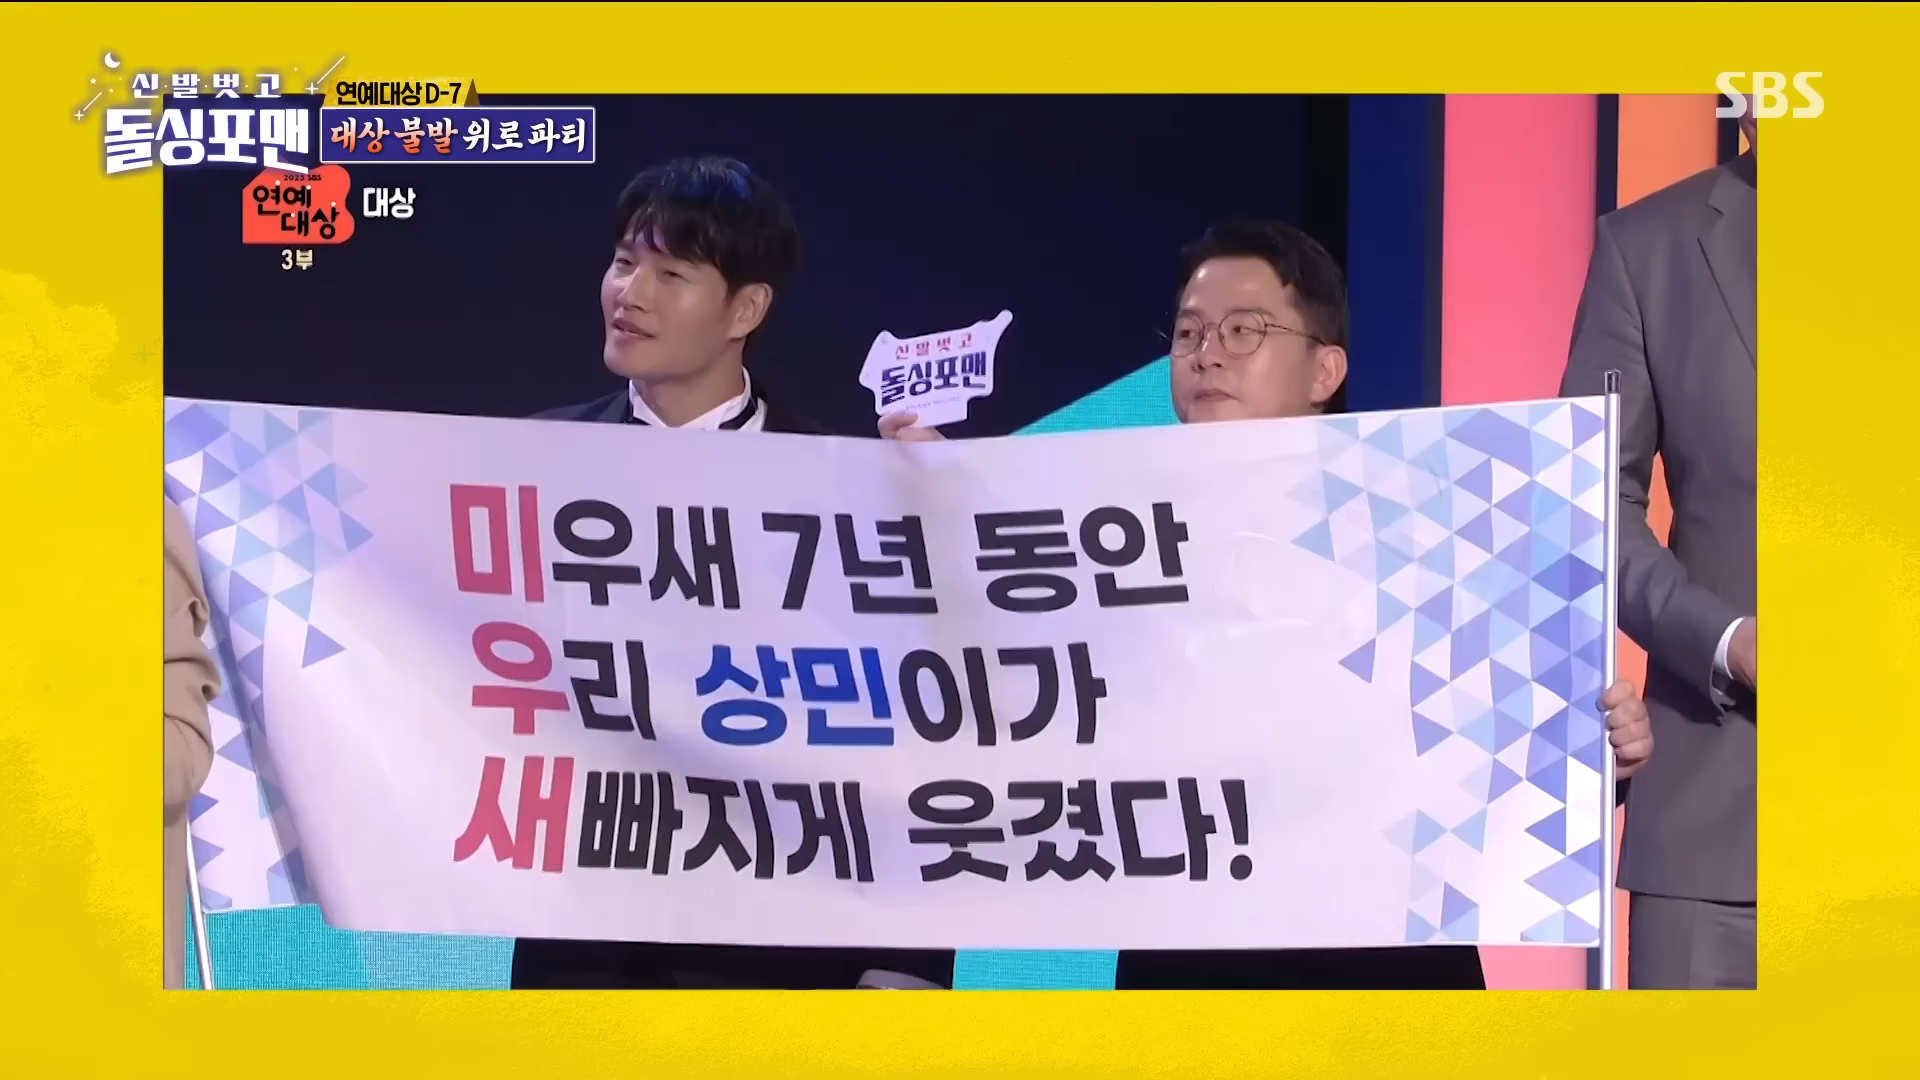 신발벗고
돌싱포맨
연예대상 D-7
대상 불발 위로 파티
SBS
2023 SBS
연예
대상
대상
3부
신발벗고
돌싱포맨
미우새 7년 동안
우리 상민이가
새빠지게 웃겼다!